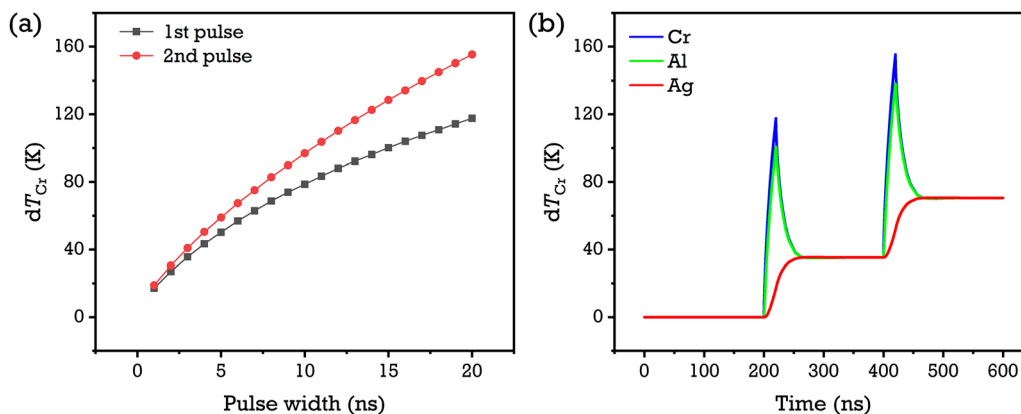 (a)
1st pulse
2nd pulse
160
120
80
40
0
dT_Cr (K)
0 5 10 15 20
Pulse width (ns)
(b)
Cr
Al
Ag
160
120
80
40
0
dT_Cr (K)
0 100 200 300 400 500 600
Time (ns)